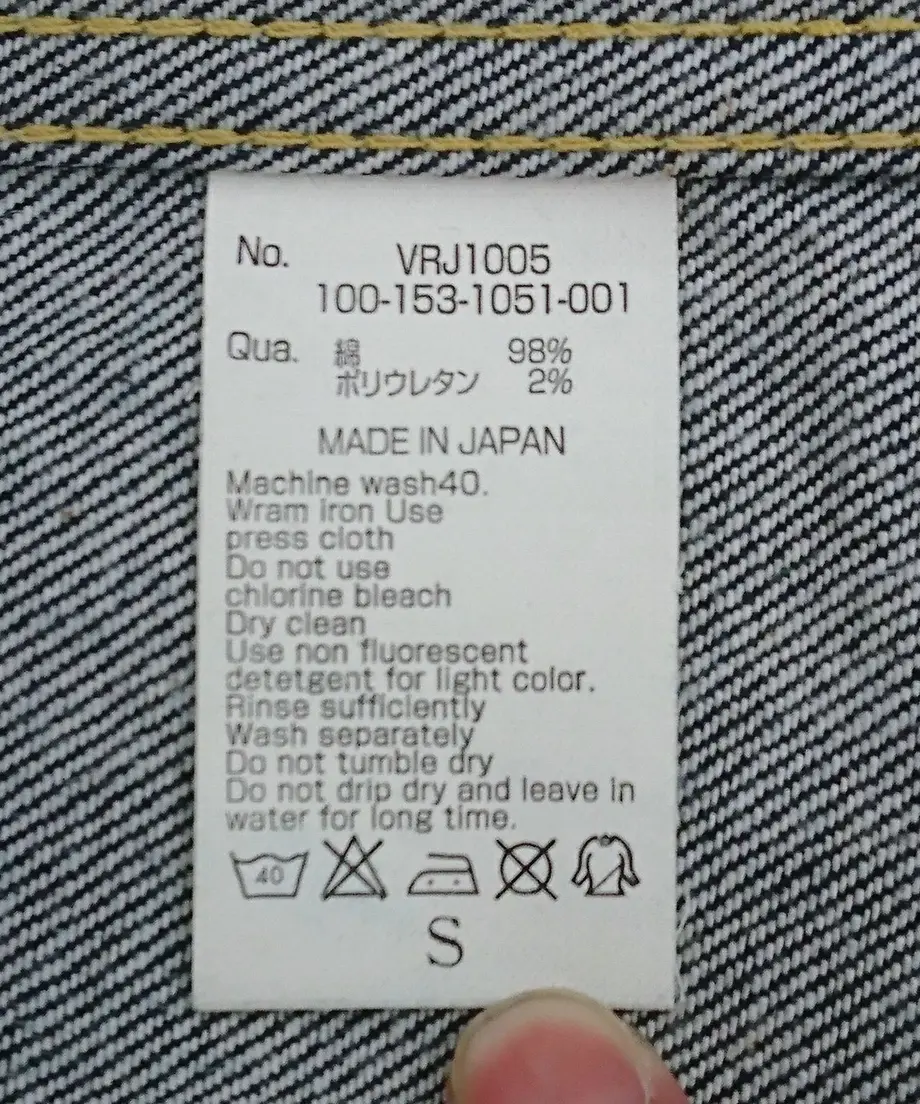 No. VRJ1005
100-153-1051-001
Qua. 綿 98%
ポリウレタン 2%
MADE IN JAPAN
Machine wash40.
Wram iron Use
press cloth
Do not use
chlorine bleach
Dry clean
Use non fluorescent
detetgent for light color.
Rinse sufficiently
Wash separately
Do not tumble dry
Do not drip dry and leave in
water for long time.
40
S